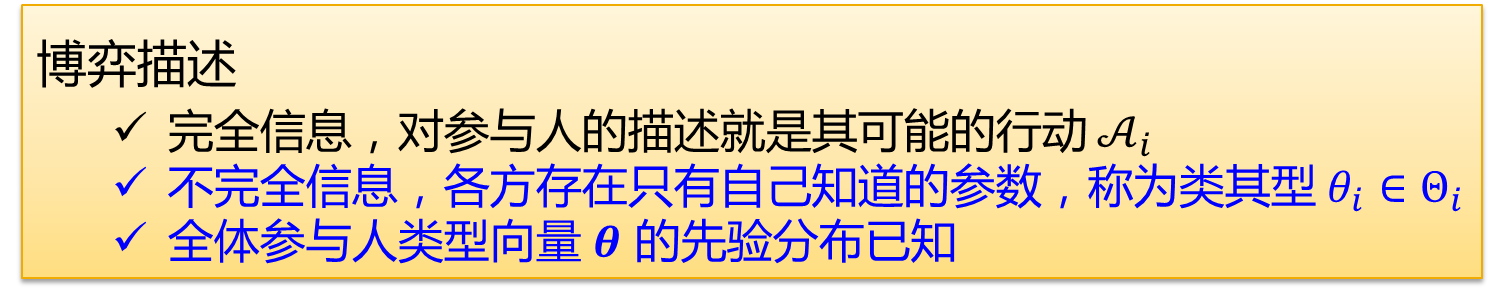 博弈描述
✓ 完全信息，对参与人的描述就是其可能的行动 𝒜ᵢ
✓ 不完全信息，各方存在只有自己知道的参数，称为类其型 θᵢ ∈ Θᵢ
✓ 全体参与人类型向量 𝜽 的先验分布已知